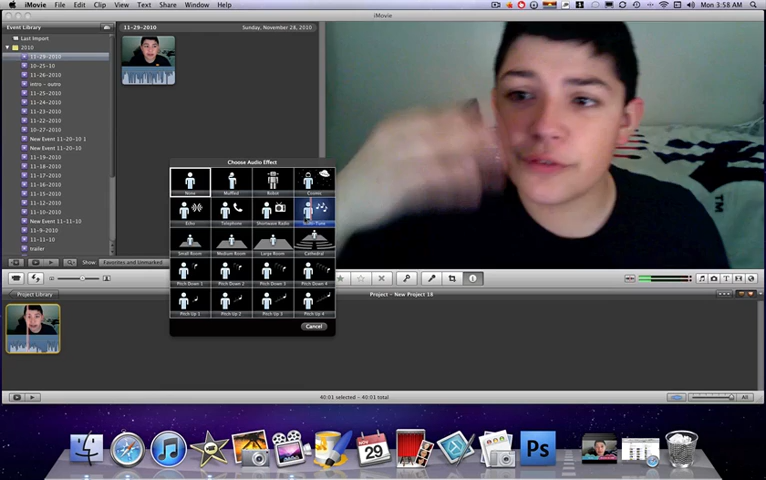 iMovie File Edit Clip View Text Share Window Help
Mon 3:58 AM
iMovie
Event Library
11-29-2010
Sunday, November 28, 2010
Last Import
2010
11-29-2010
10-25-10
11-26-2010
intro - outro
11-25-2010
11-24-2010
11-23-2010
11-22-2010
10-27-2010
New Event 11-20-10 1
New Event 11-20-10
11-19-2010
11-18-2010
11-17-2010
11-16-2010
11-15-2010
11-12-2010
11-13-2010
New Event 11-11-10
11-9-2010
11-11-10
trailer
Choose Audio Effect
None Muffled Robot Cosmic
Echo Telephone Shortwave Radio Auto-Tune
Small Room Medium Room Large Room Cathedral
Pitch Down 1 Pitch Down 2 Pitch Down 3 Pitch Down 4
Pitch Up 1 Pitch Up 2 Pitch Up 3 Pitch Up 4
Cancel
Show: Favorites and Unmarked
Project Library
Project - New Project 18
40:01 selected - 40:01 total
All
NOV
29
Ps